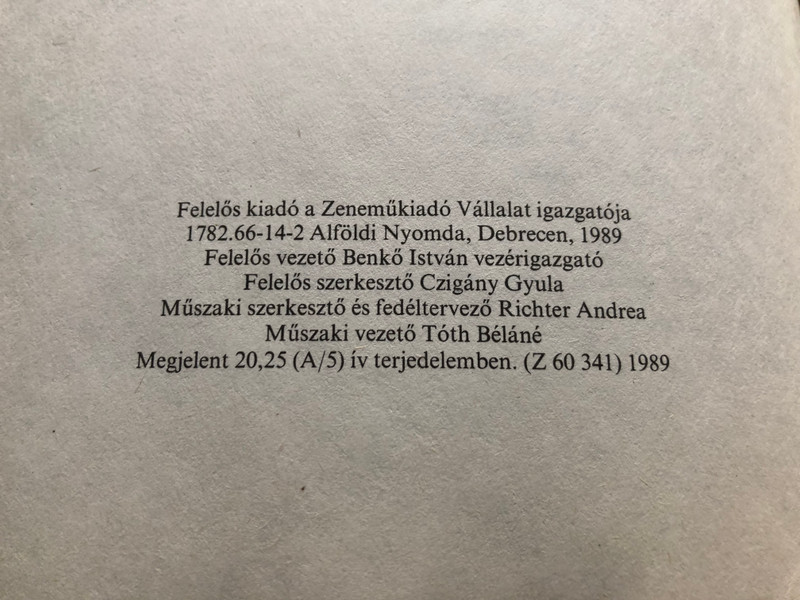 Felelős kiadó a Zeneműkiadó Vállalat igazgatója
1782.66-14-2 Alföldi Nyomda, Debrecen, 1989
Felelős vezető Benkő István vezérigazgató
Felelős szerkesztő Czigány Gyula
Műszaki szerkesztő és fedéltervező Richter Andrea
Műszaki vezető Tóth Béláné
Megjelent 20,25 (A/5) ív terjedelemben. (Z 60 341) 1989